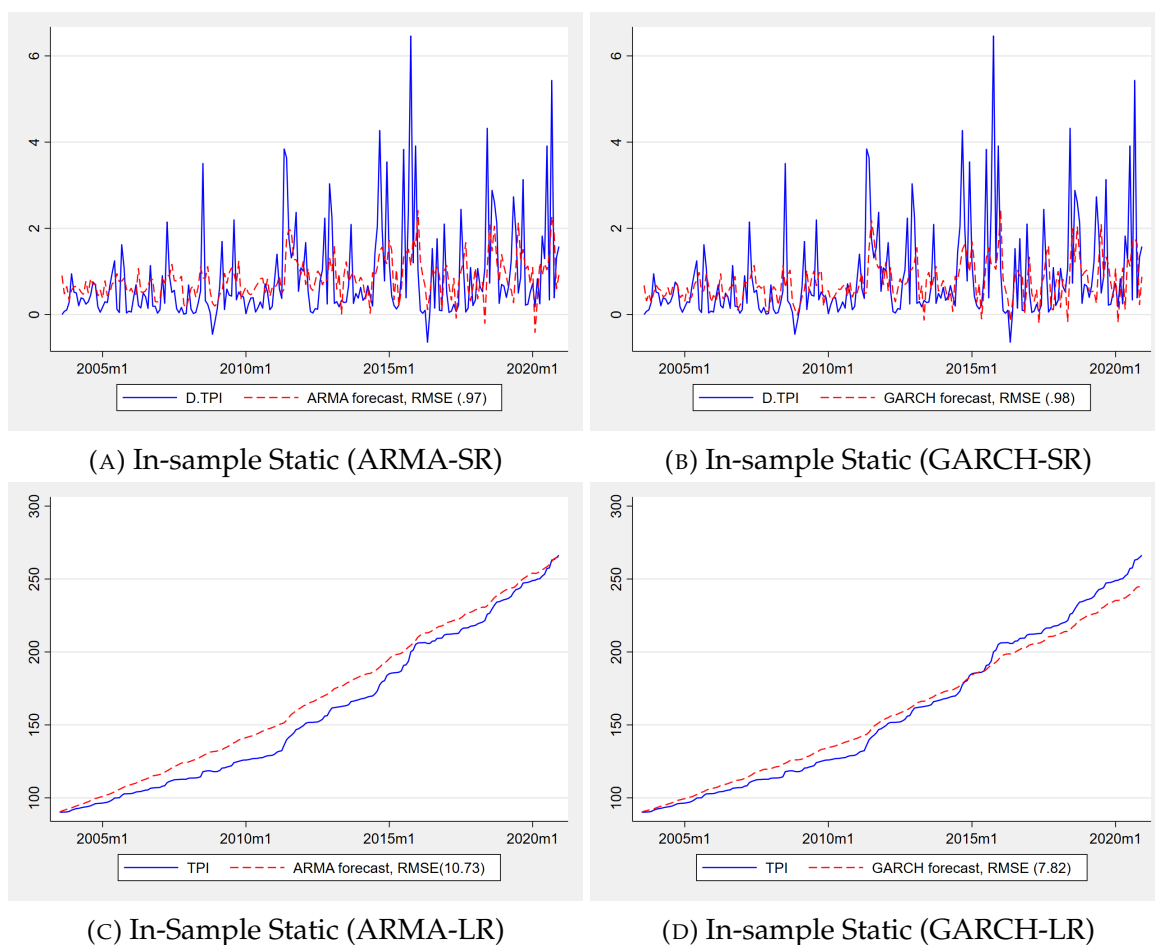 6
4
2
0
2005m1 2010m1 2015m1 2020m1
D.TPI ARMA forecast, RMSE (.97)
(A) In-sample Static (ARMA-SR)
6
4
2
0
2005m1 2010m1 2015m1 2020m1
D.TPI GARCH forecast, RMSE (.98)
(B) In-sample Static (GARCH-SR)
300
250
200
150
100
2005m1 2010m1 2015m1 2020m1
TPI ARMA forecast, RMSE(10.73)
(C) In-Sample Static (ARMA-LR)
300
250
200
150
100
2005m1 2010m1 2015m1 2020m1
TPI GARCH forecast, RMSE (7.82)
(D) In-sample Static (GARCH-LR)